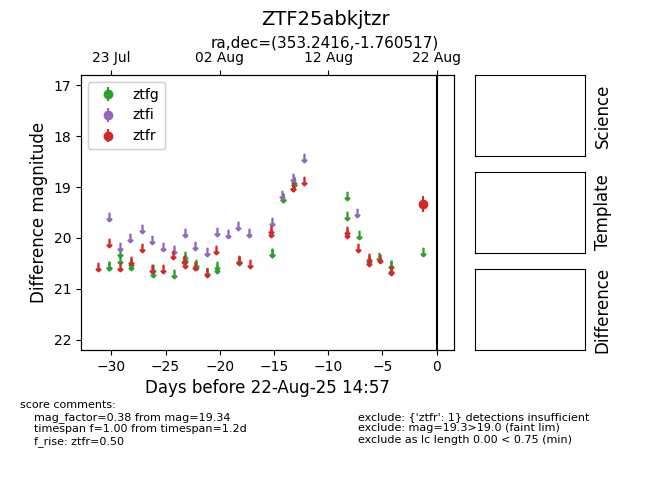 ZTF25abkjtzr
ra,dec=(353.2416,-1.760517)
23 Jul 02 Aug 12 Aug 22 Aug
ztfg
ztfi
ztfr
17
18
19
20
21
22
Difference magnitude
−30 −25 −20 −15 −10 −5 0
Days before 22-Aug-25 14:57
Science
Template
Difference
score comments:
mag_factor=0.38 from mag=19.34
timespan f=1.00 from timespan=1.2d
f_rise: ztfr=0.50
exclude: {'ztfr': 1} detections insufficient
exclude: mag=19.3>19.0 (faint lim)
exclude as lc length 0.00 < 0.75 (min)